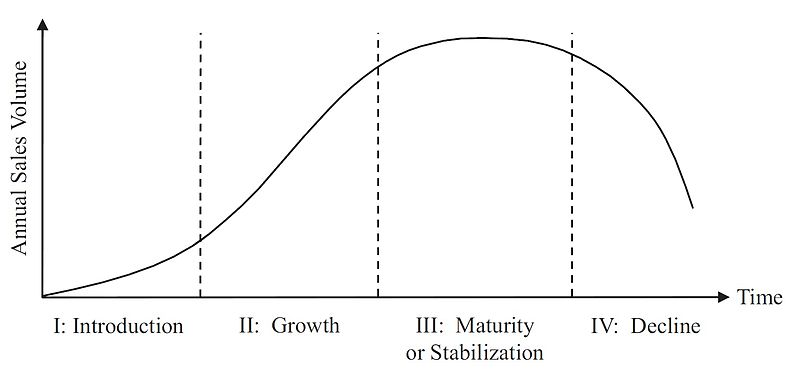 Annual Sales Volume
Time
I: Introduction
II: Growth
III: Maturity
or Stabilization
IV: Decline